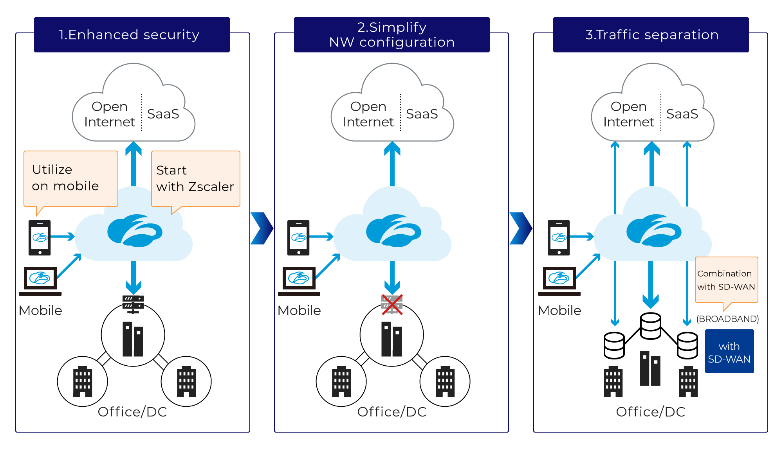 1.Enhanced security
Open
Internet
SaaS
Utilize
on mobile
Start
with Zscaler
Mobile
Office/DC
2.Simplify
NW configuration
Open
Internet
SaaS
Mobile
Office/DC
3.Traffic separation
Open
Internet
SaaS
Combination
with SD-WAN
(BROADBAND)
with
SD-WAN
Mobile
Office/DC